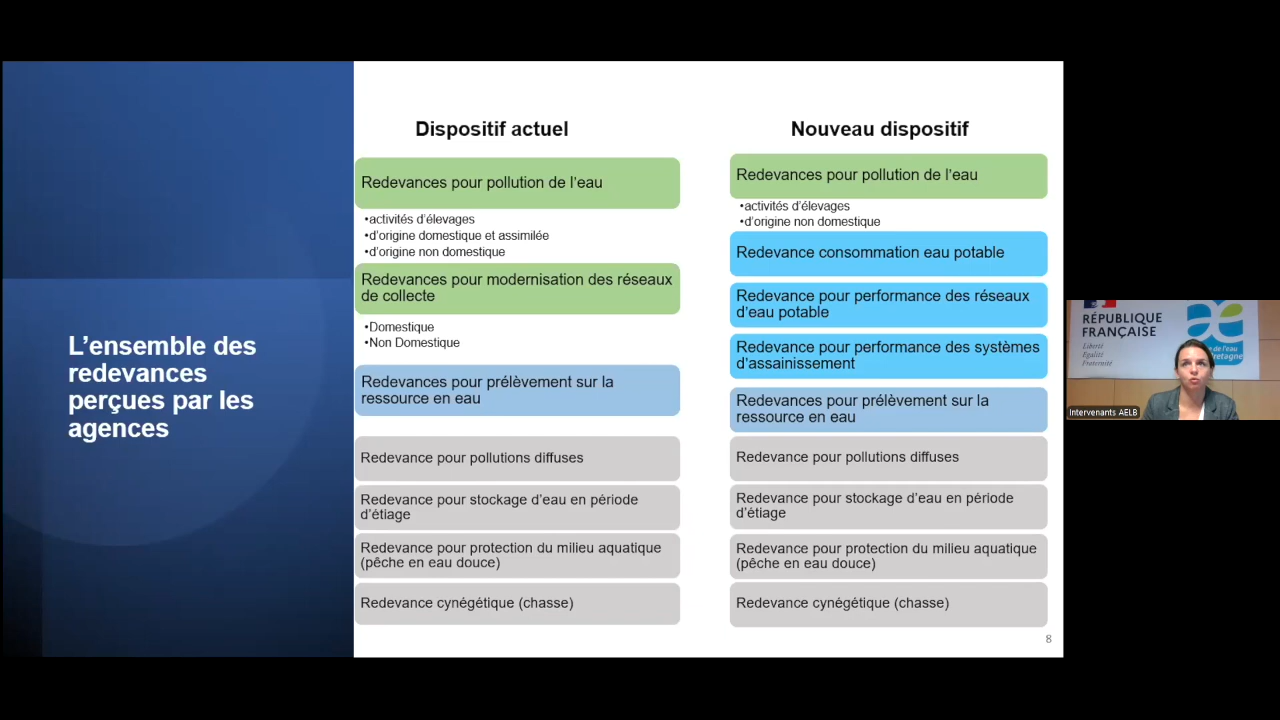 L'ensemble des
redevances
perçues par les
agences
Dispositif actuel
Redevances pour pollution de l'eau
•activités d'élevages
•d'origine domestique et assimilée
•d'origine non domestique
Redevances pour modernisation des réseaux
de collecte
•Domestique
•Non Domestique
Redevances pour prélèvement sur la
ressource en eau
Redevance pour pollutions diffuses
Redevance pour stockage d'eau en période
d'étiage
Redevance pour protection du milieu aquatique
(pêche en eau douce)
Redevance cynégétique (chasse)
Nouveau dispositif
Redevances pour pollution de l'eau
•activités d'élevages
•d'origine non domestique
Redevance consommation eau potable
Redevance pour performance des réseaux
d'eau potable
Redevance pour performance des systèmes
d'assainissement
Redevances pour prélèvement sur la
ressource en eau
Redevance pour pollutions diffuses
Redevance pour stockage d'eau en période
d'étiage
Redevance pour protection du milieu aquatique
(pêche en eau douce)
Redevance cynégétique (chasse)
8
RÉPUBLIQUE
FRANÇAISE
Liberté
Égalité
Fraternité
de l'eau
Bretagne
Intervenants AELB